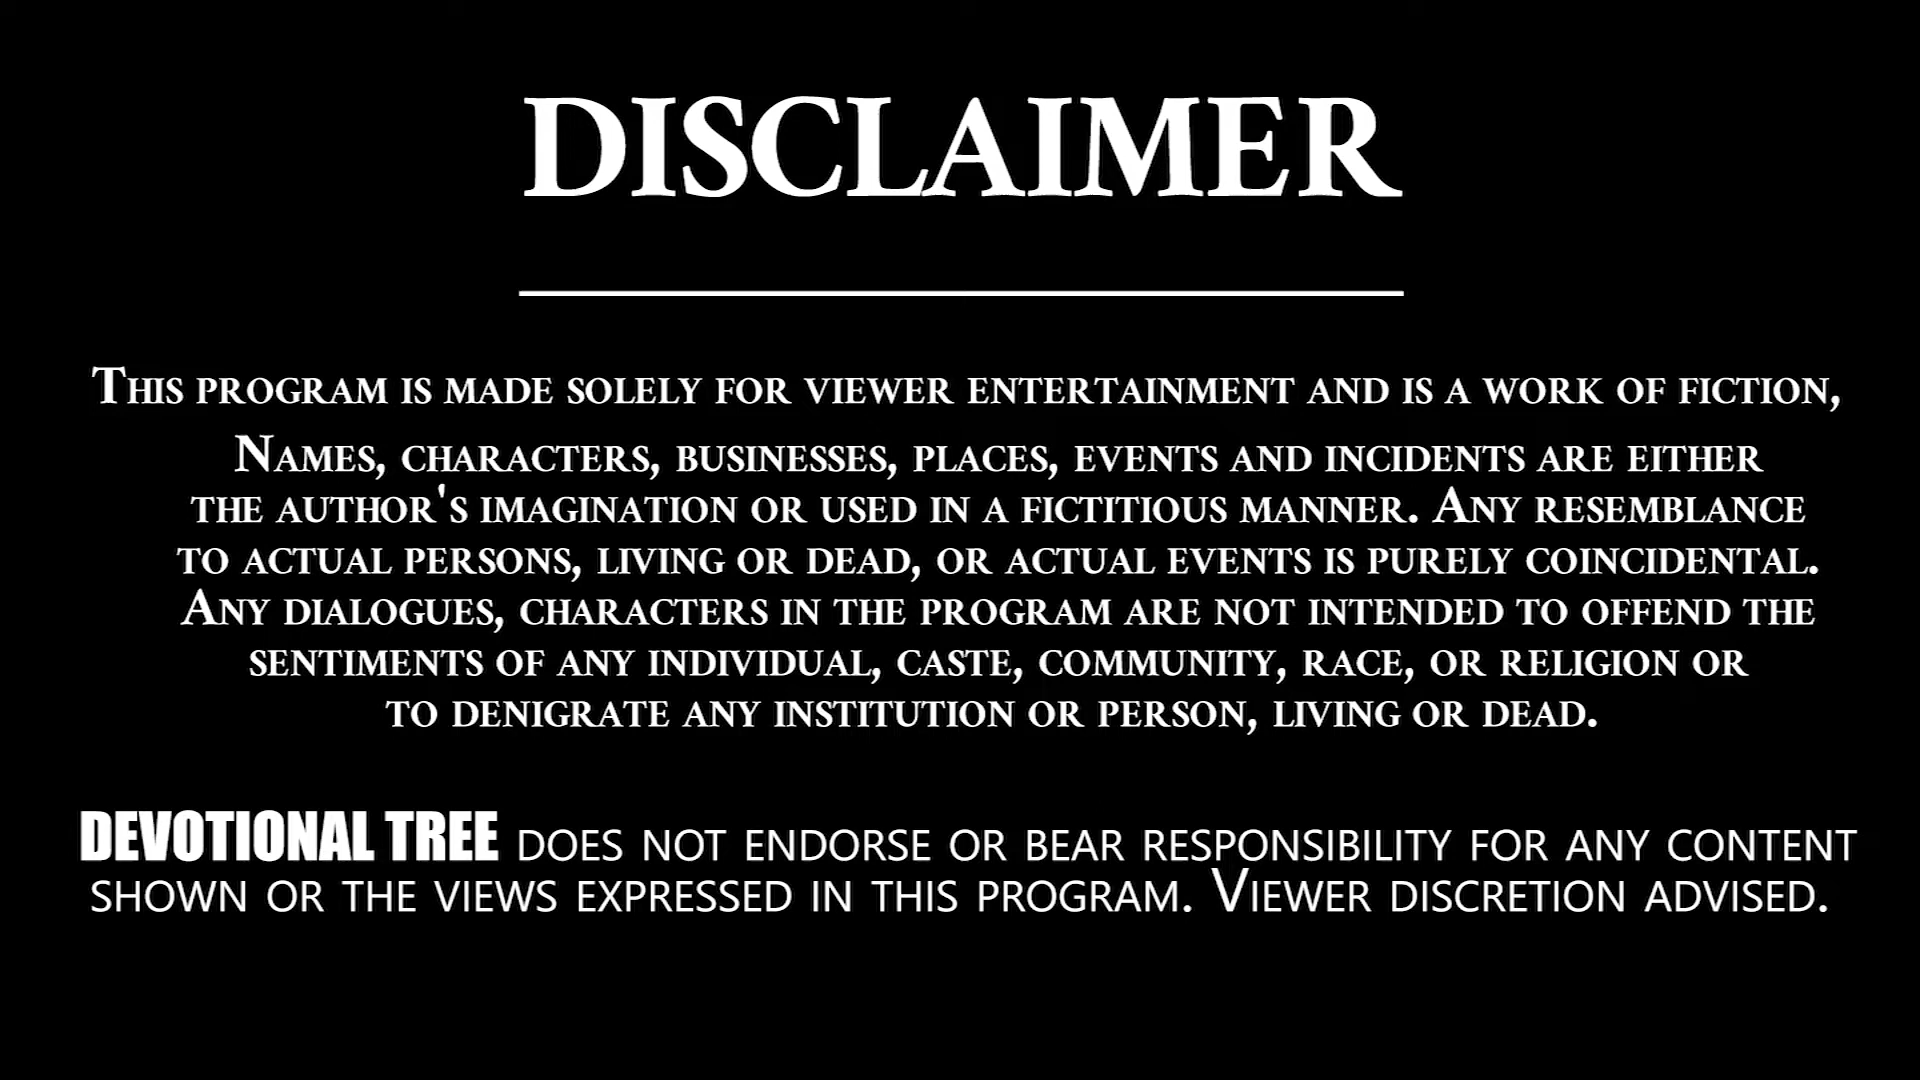 DISCLAIMER
This program is made solely for viewer entertainment and is a work of fiction,
Names, characters, businesses, places, events and incidents are either
the author's imagination or used in a fictitious manner. Any resemblance
to actual persons, living or dead, or actual events is purely coincidental.
Any dialogues, characters in the program are not intended to offend the
sentiments of any individual, caste, community, race, or religion or
to denigrate any institution or person, living or dead.
DEVOTIONAL TREE does not endorse or bear responsibility for any content
shown or the views expressed in this program. Viewer discretion advised.